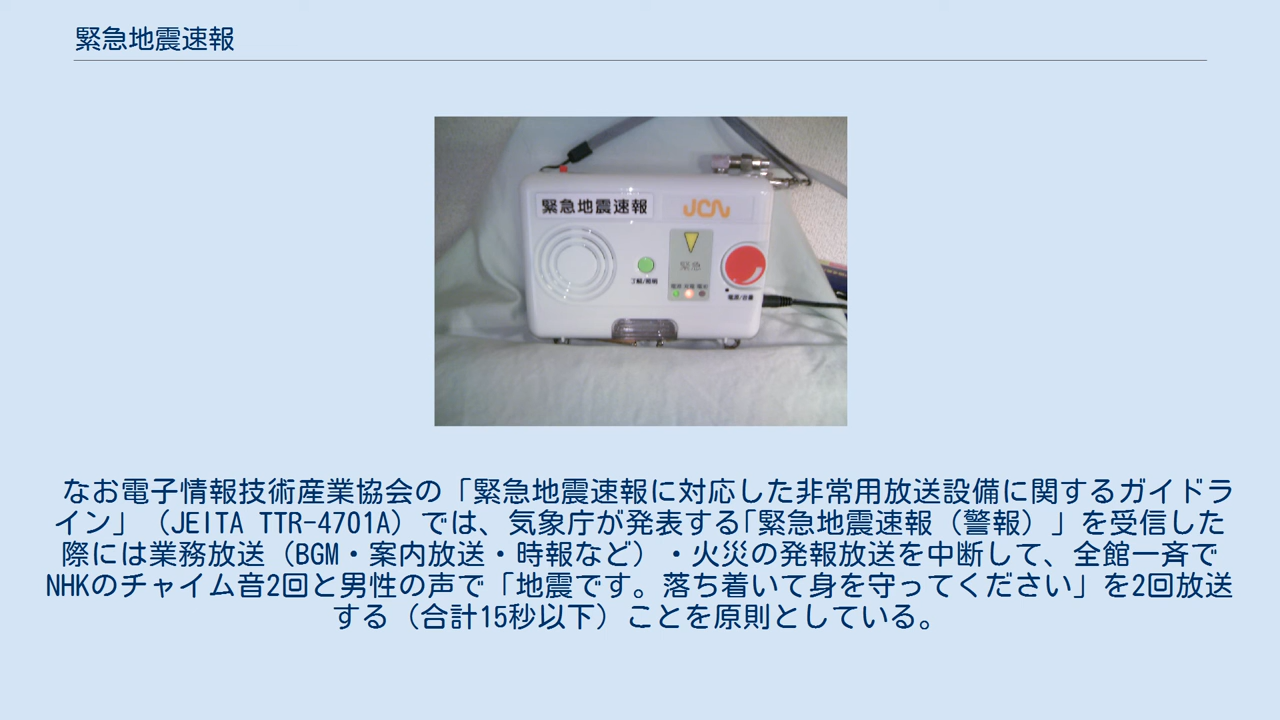 緊急地震速報
緊急地震速報
JCN
緊急
なお電子情報技術産業協会の「緊急地震速報に対応した非常用放送設備に関するガイドラ
イン」（JEITA TTR-4701A）では、気象庁が発表する｢緊急地震速報（警報）」を受信した
際には業務放送（BGM・案内放送・時報など）・火災の発報放送を中断して、全館一斉で
NHKのチャイム音2回と男性の声で「地震です。落ち着いて身を守ってください」を2回放送
する（合計15秒以下）ことを原則としている。